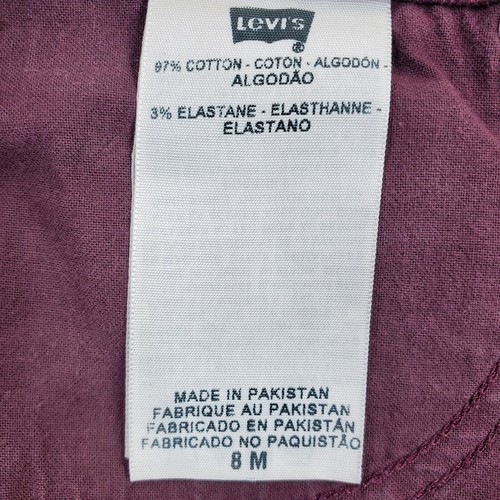 Levi's
®
97% COTTON - COTON - ALGODÓN -
ALGODÃO
3% ELASTANE - ELASTHANNE -
ELASTANO
MADE IN PAKISTAN
FABRIQUE AU PAKISTAN
FABRICADO EN PAKISTAN
FABRICADO NO PAQUISTÃO
8 M